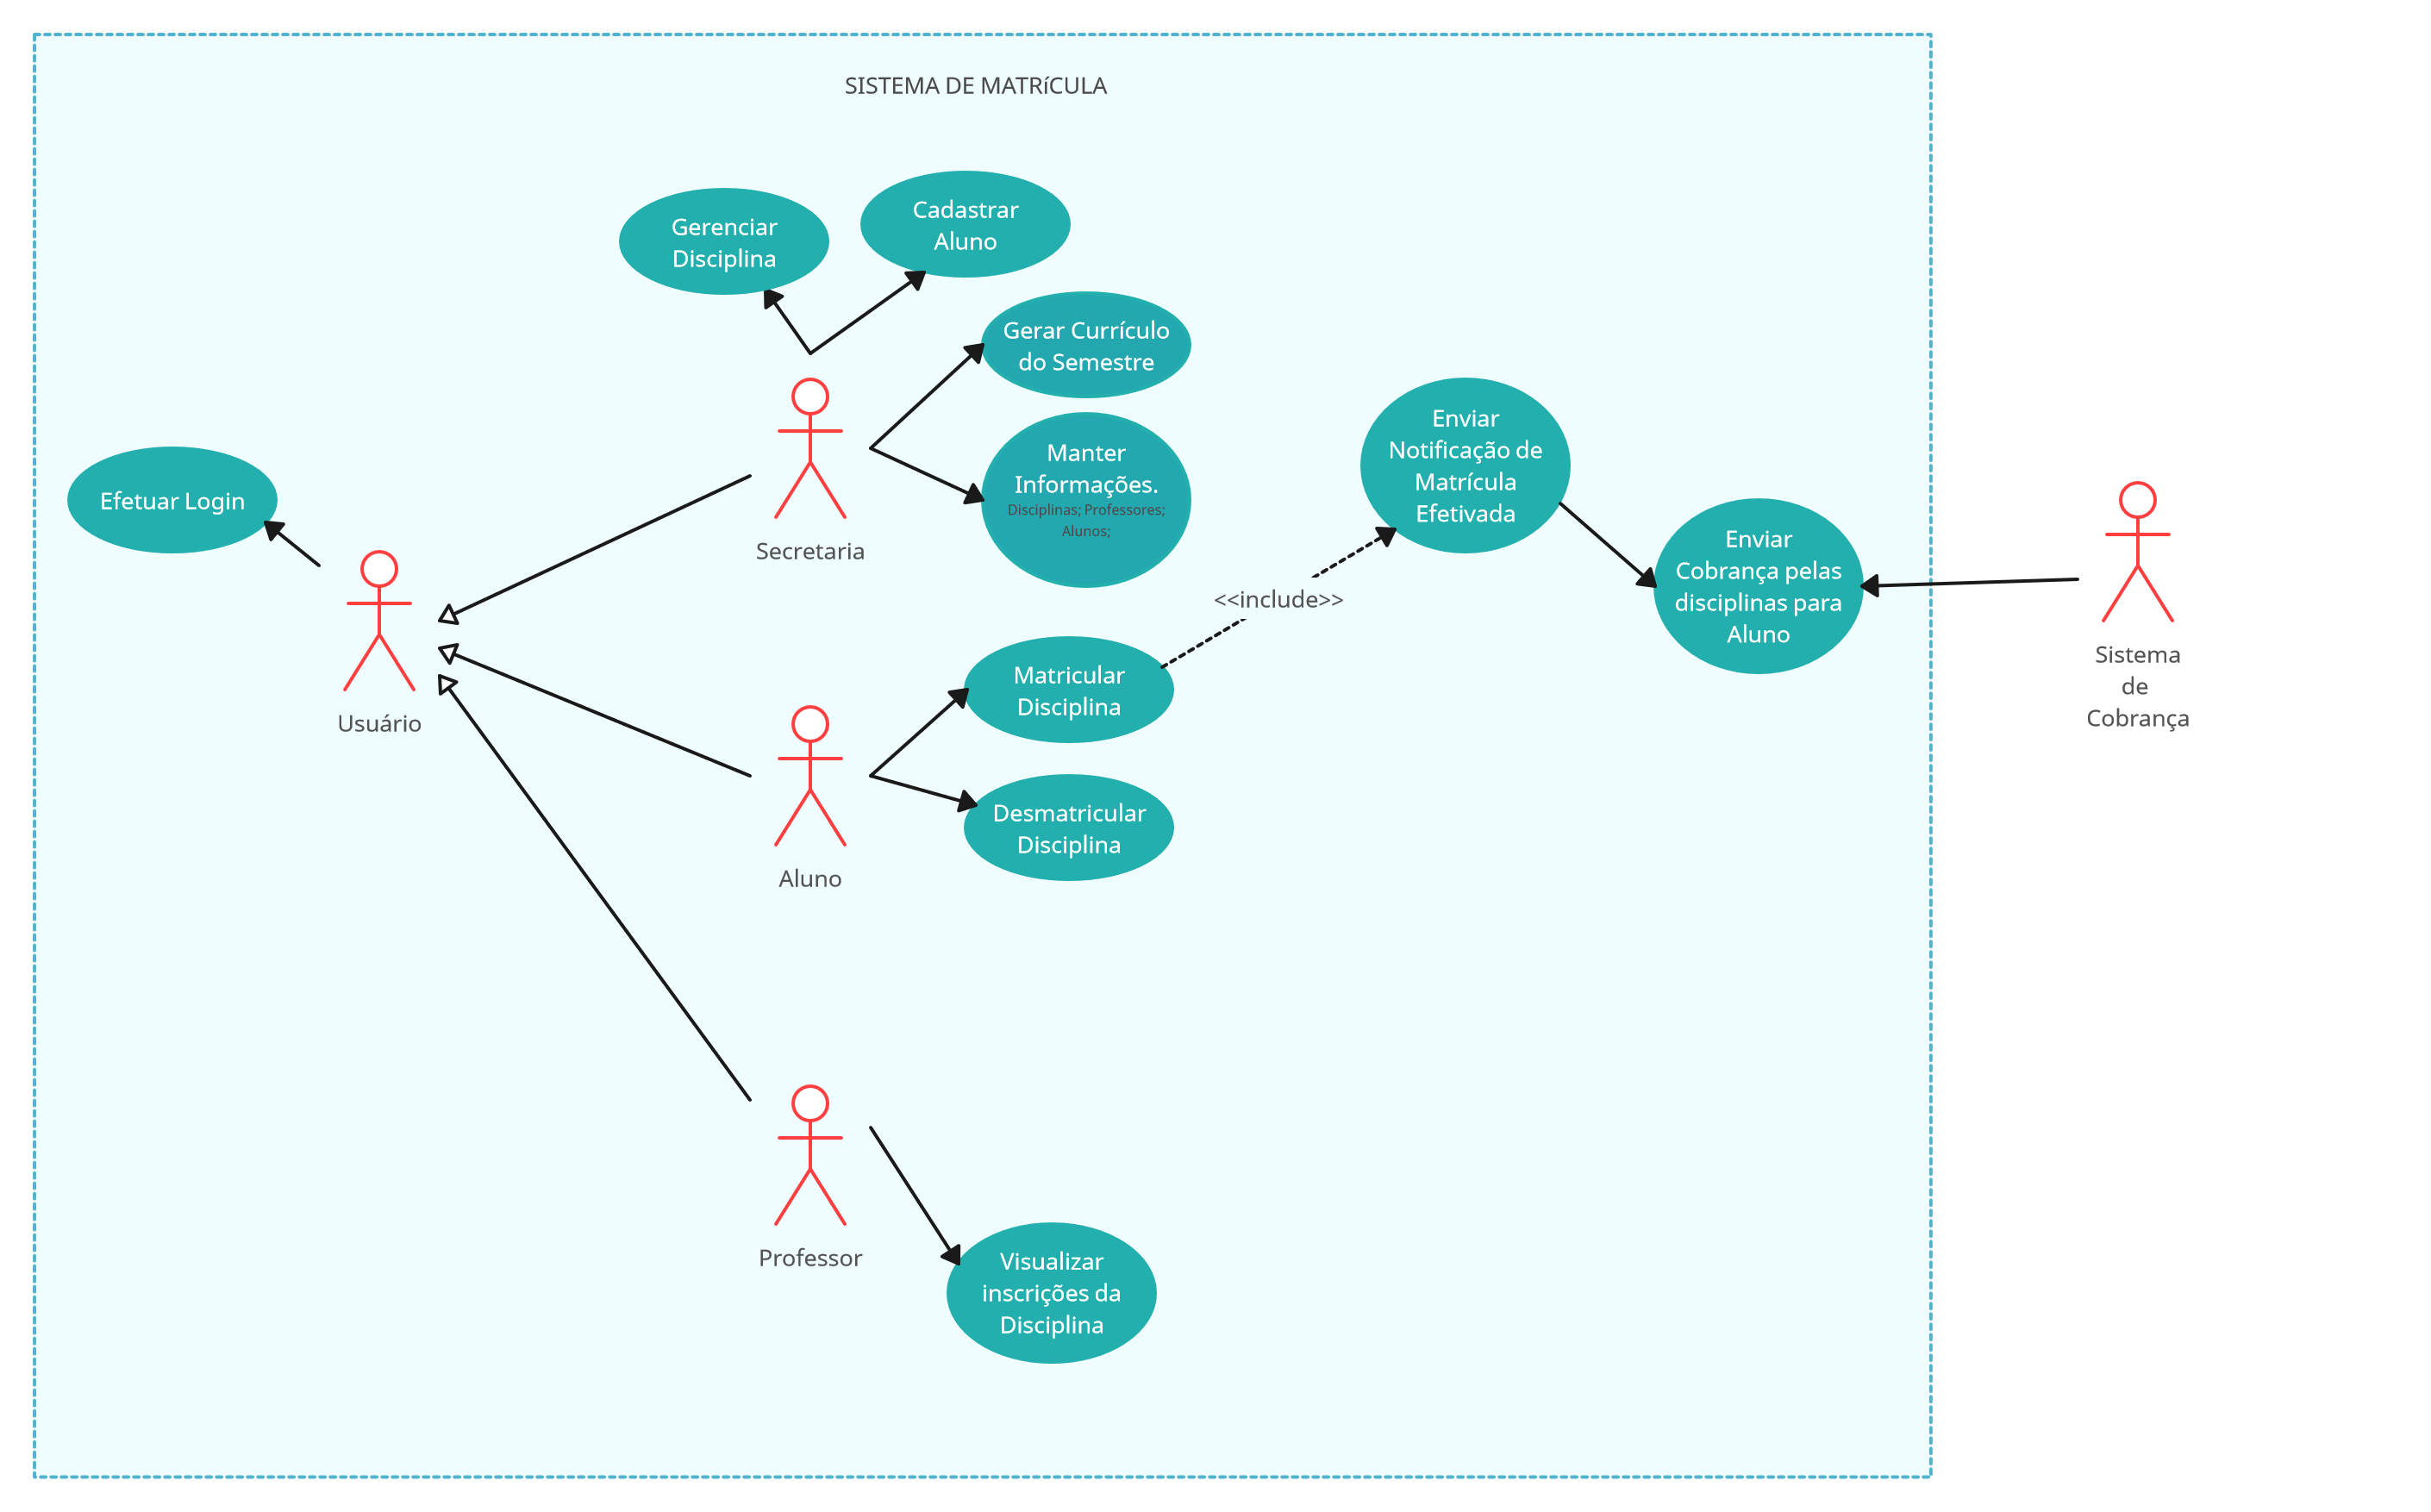 SISTEMA DE MATRíCULA
Gerenciar
Disciplina
Cadastrar
Aluno
Gerar Currículo
do Semestre
Manter
Informações.
Disciplinas; Professores;
Alunos;
Secretaria
Efetuar Login
Usuário
Enviar
Notificação de
Matrícula
Efetivada
Enviar
Cobrança pelas
disciplinas para
Aluno
Sistema
de
Cobrança
<<include>>
Matricular
Disciplina
Desmatricular
Disciplina
Aluno
Professor
Visualizar
inscrições da
Disciplina